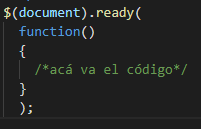 $(document).ready(
function()
{
/*acá va el código*/
}
);